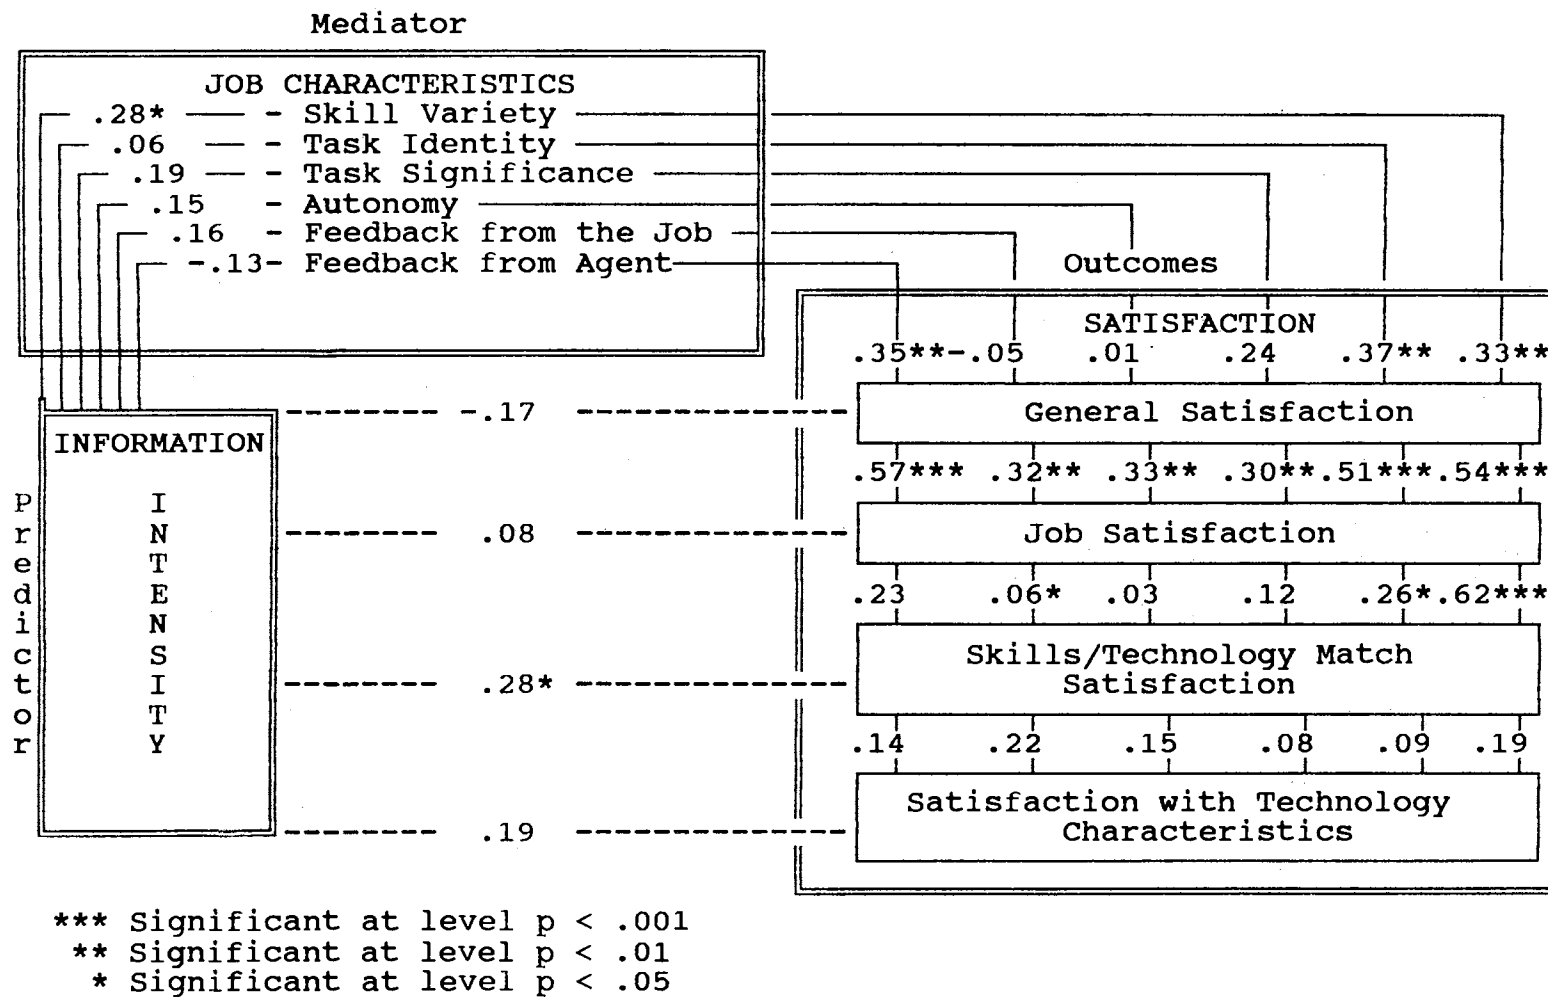 Mediator
JOB CHARACTERISTICS
.28* - Skill Variety
.06 - Task Identity
.19 - Task Significance
.15 - Autonomy
.16 - Feedback from the Job
-.13- Feedback from Agent
Outcomes
SATISFACTION
.35**-.05 .01 .24 .37** .33**
-.17 General Satisfaction
INFORMATION
.57*** .32** .33** .30**.51***.54***
Predictor
INTENSITY
.08 Job Satisfaction
.23 .06* .03 .12 .26*.62***
Skills/Technology Match
.28* Satisfaction
.14 .22 .15 .08 .09 .19
Satisfaction with Technology
.19 Characteristics
*** Significant at level p < .001
** Significant at level p < .01
* Significant at level p < .05